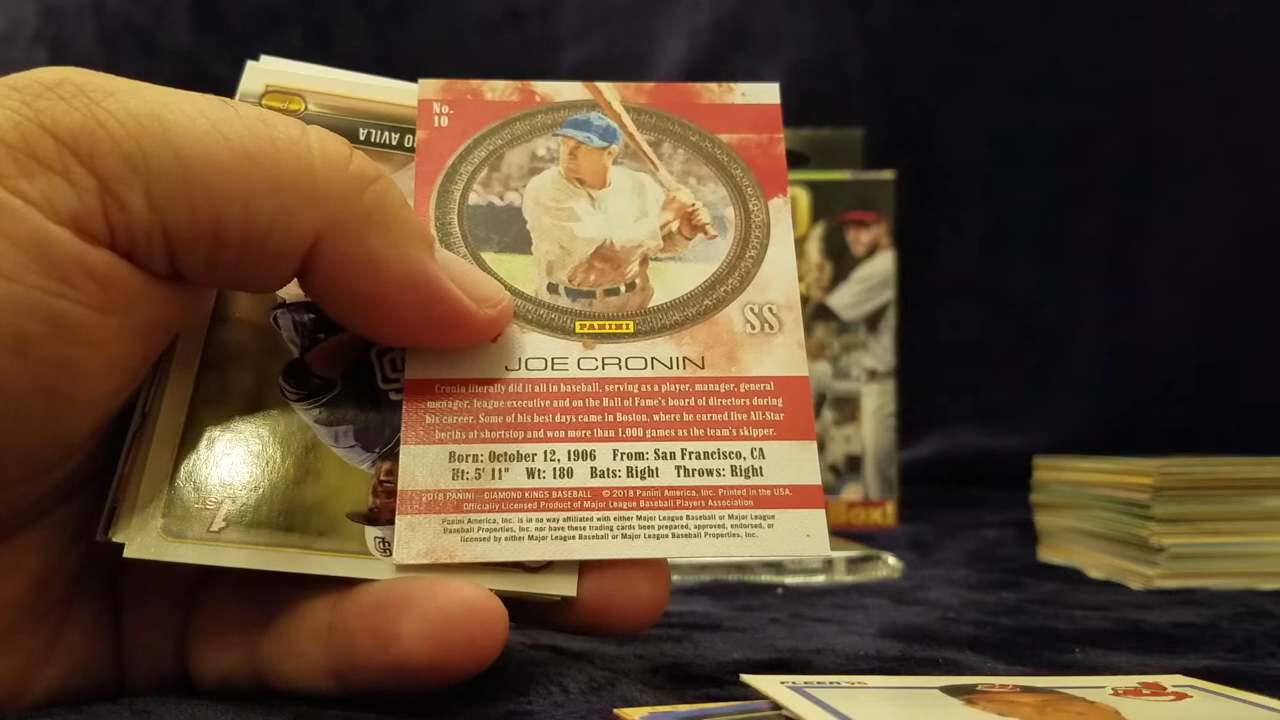 No.
10
PANINI
SS
JOE CRONIN
Cronin literally did it all in baseball, serving as a player, manager, general
manager, league executive and on the Hall of Fame's board of directors during
his career. Some of his best days came in Boston, where he earned five All-Star
berths at shortstop and won more than 1,000 games as the team's skipper.
Born: October 12, 1906 From: San Francisco, CA
Ht: 5' 11" Wt: 180 Bats: Right Throws: Right
2018 PANINI – DIAMOND KINGS BASEBALL © 2018 Panini America, Inc. Printed in the USA.
Officially Licensed Product of Major League Baseball Players Association
Panini America, Inc. is in no way affiliated with either Major League Baseball or Major League
Baseball Properties, Inc. nor have these trading cards been prepared, approved, endorsed, or
licensed by either Major League Baseball or Major League Baseball Properties, Inc.
P
AVILA
SD
Box!
FLEER